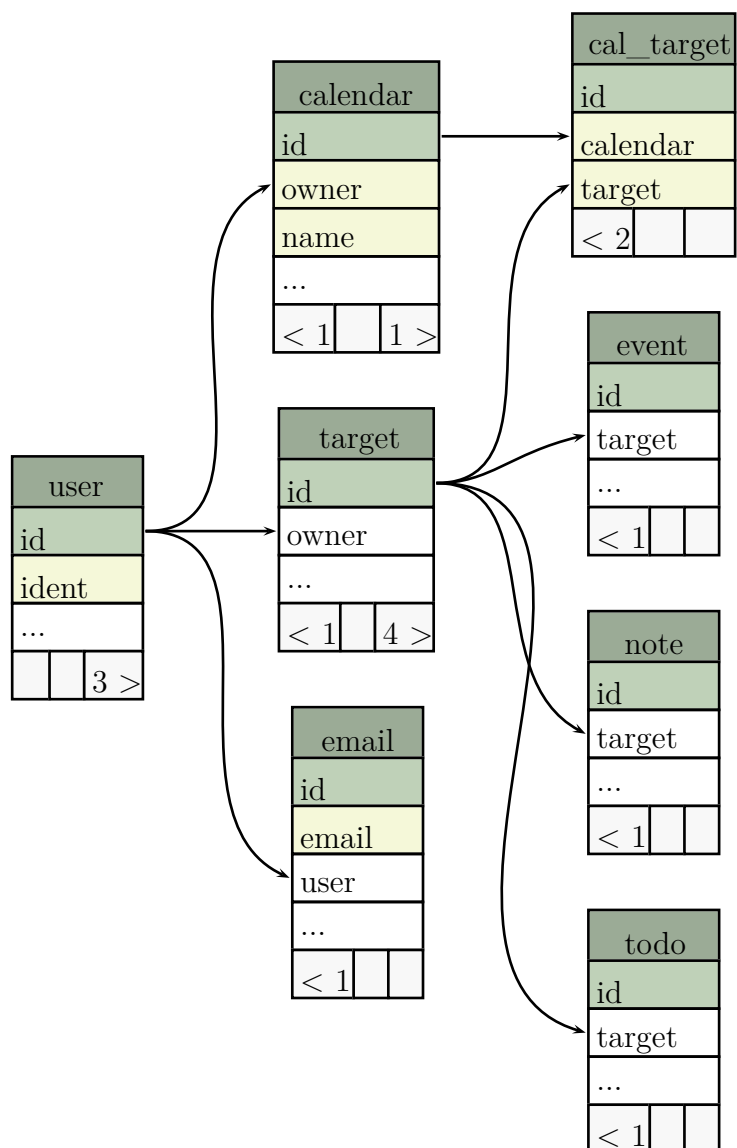 cal_target
id
calendar
target
< 2
calendar
id
owner
name
...
< 1 1 >
event
id
target
...
< 1
target
id
owner
...
< 1 4 >
user
id
ident
...
3 >
note
id
target
...
< 1
email
id
email
user
...
< 1
todo
id
target
...
< 1